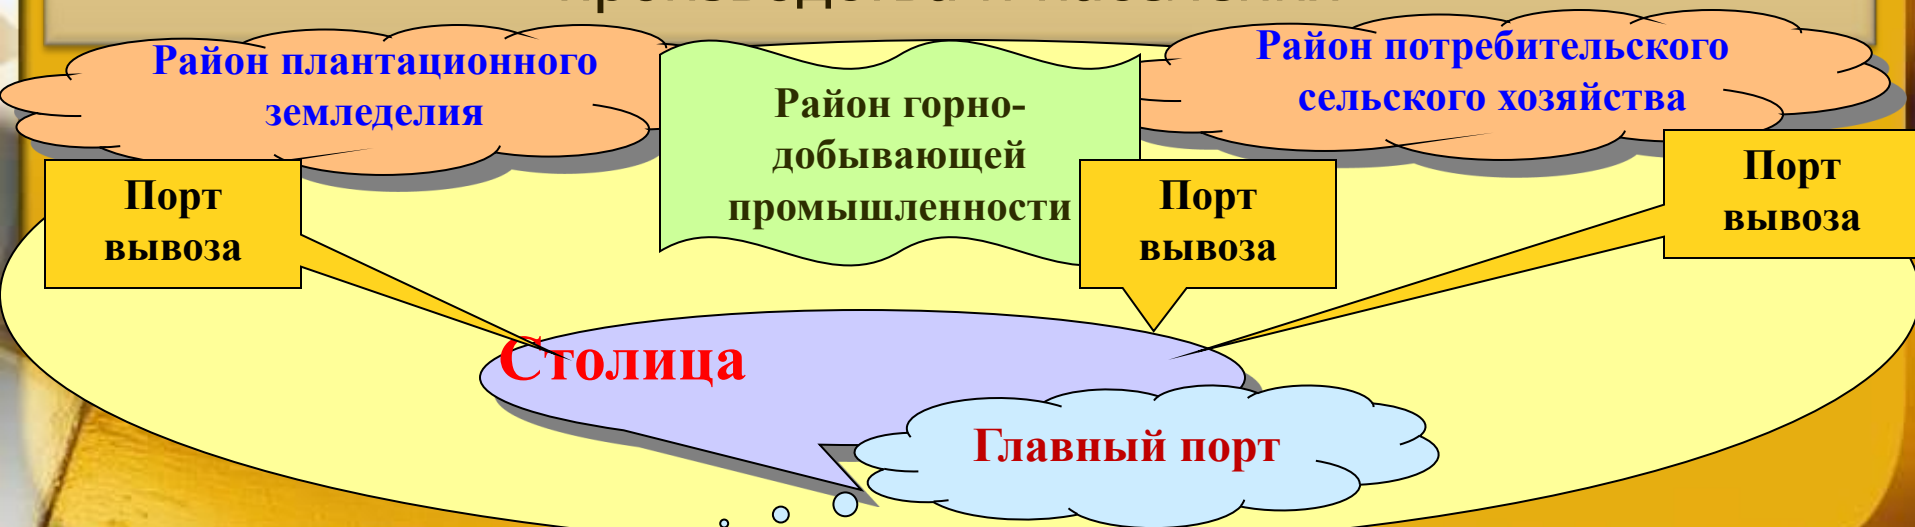 Район плантационного
земледелия
Район горно-
добывающей
промышленности
Район потребительского
сельского хозяйства
Порт
вывоза
Порт
вывоза
Порт
вывоза
Столица
Главный порт